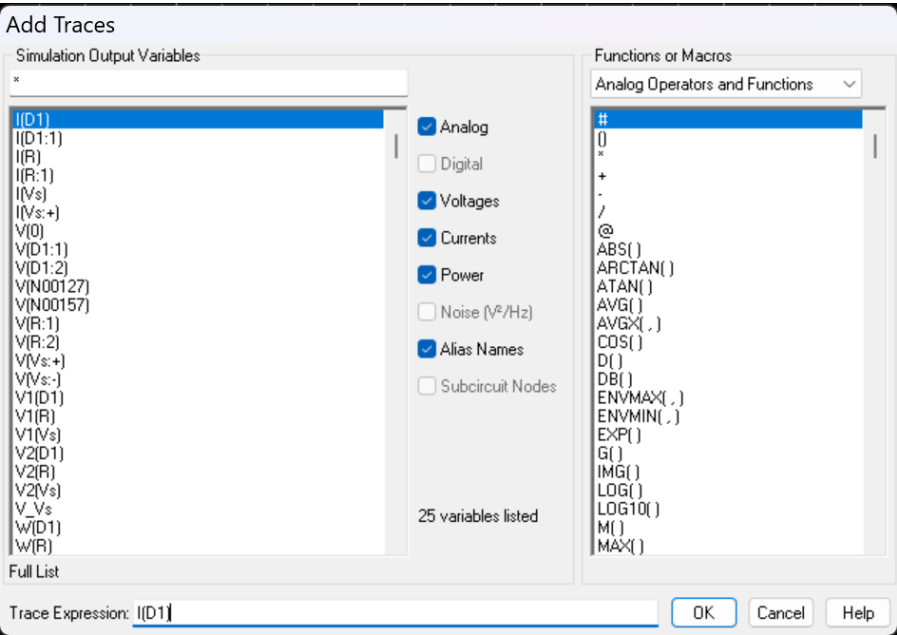 Add Traces
Simulation Output Variables
*
I(D1)
I(D1:1)
I(R)
I(R:1)
I(Vs)
I(Vs:+)
V(0)
V(D1:1)
V(D1:2)
V(N00127)
V(N00157)
V(R:1)
V(R:2)
V(Vs:+)
V(Vs:-)
V1(D1)
V1(R)
V1(Vs)
V2(D1)
V2(R)
V2(Vs)
V_Vs
W(D1)
W(R)
Full List
Analog
Digital
Voltages
Currents
Power
Noise (V²/Hz)
Alias Names
Subcircuit Nodes
25 variables listed
Functions or Macros
Analog Operators and Functions
#
()
*
+
-
/
@
ABS( )
ARCTAN( )
ATAN( )
AVG( )
AVGX( , )
COS( )
D( )
DB( )
ENVMAX( , )
ENVMIN( , )
EXP( )
G( )
IMG( )
LOG( )
LOG10( )
M( )
MAX( )
Trace Expression: I(D1)
OK
Cancel
Help